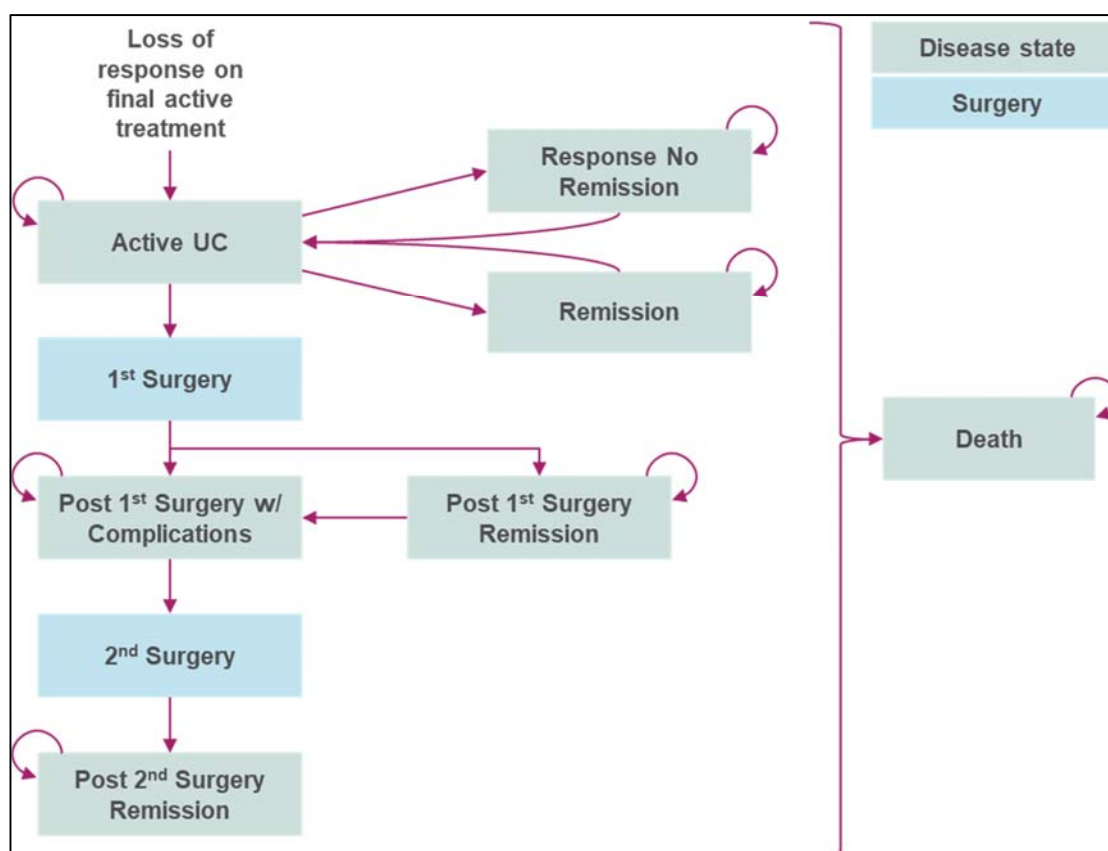 Loss of
response on
final active
treatment
Disease state
Surgery
Response No
Remission
Active UC
Remission
1st Surgery
Death
Post 1st Surgery w/
Complications
Post 1st Surgery
Remission
2nd Surgery
Post 2nd Surgery
Remission